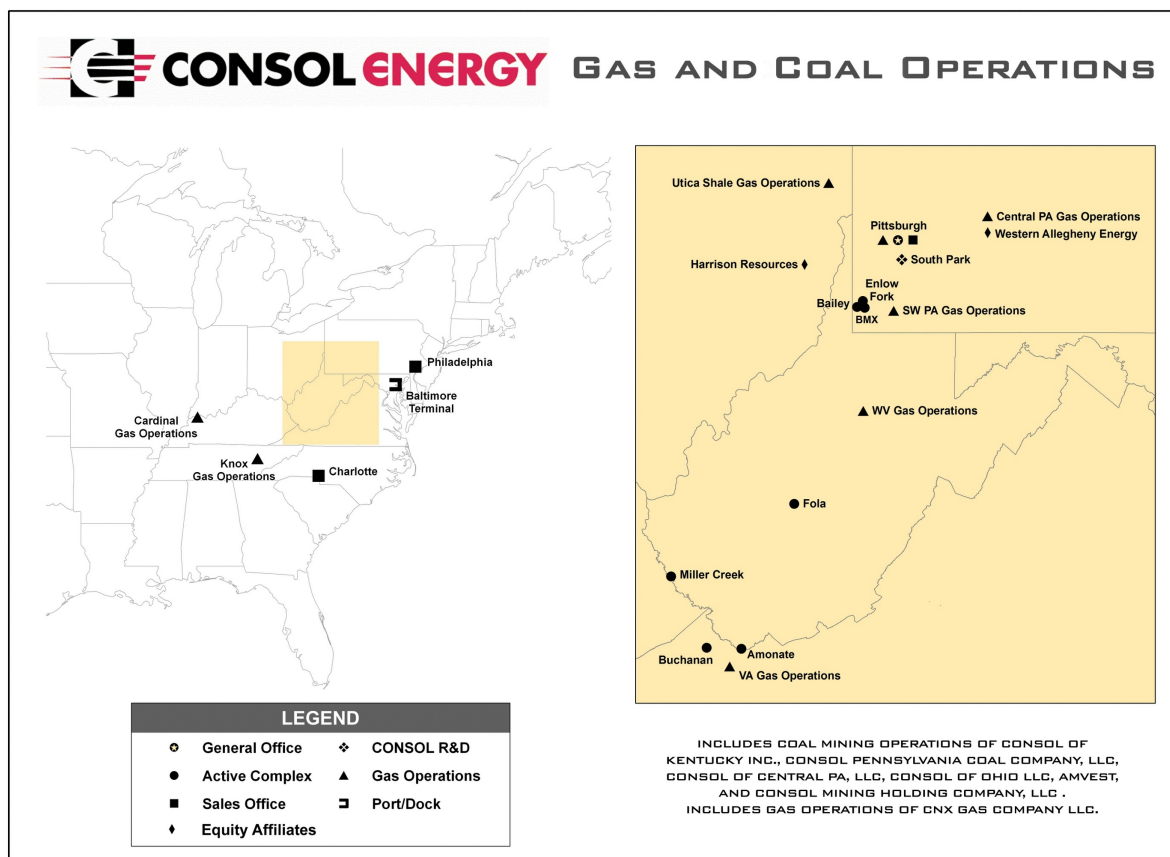 CONSOL ENERGY
GAS AND COAL OPERATIONS
Philadelphia
Baltimore
Terminal
Cardinal
Gas Operations
Knox
Gas Operations
Charlotte
Utica Shale Gas Operations
Central PA Gas Operations
Pittsburgh
Western Allegheny Energy
South Park
Harrison Resources
Enlow
Fork
Bailey
BMX
SW PA Gas Operations
WV Gas Operations
Fola
Miller Creek
Buchanan
Amonate
VA Gas Operations
LEGEND
General Office
CONSOL R&D
Active Complex
Gas Operations
Sales Office
Port/Dock
Equity Affiliates
INCLUDES COAL MINING OPERATIONS OF CONSOL OF
KENTUCKY INC., CONSOL PENNSYLVANIA COAL COMPANY, LLC,
CONSOL OF CENTRAL PA, LLC, CONSOL OF OHIO LLC, AMVEST,
AND CONSOL MINING HOLDING COMPANY, LLC .
INCLUDES GAS OPERATIONS OF CNX GAS COMPANY LLC.